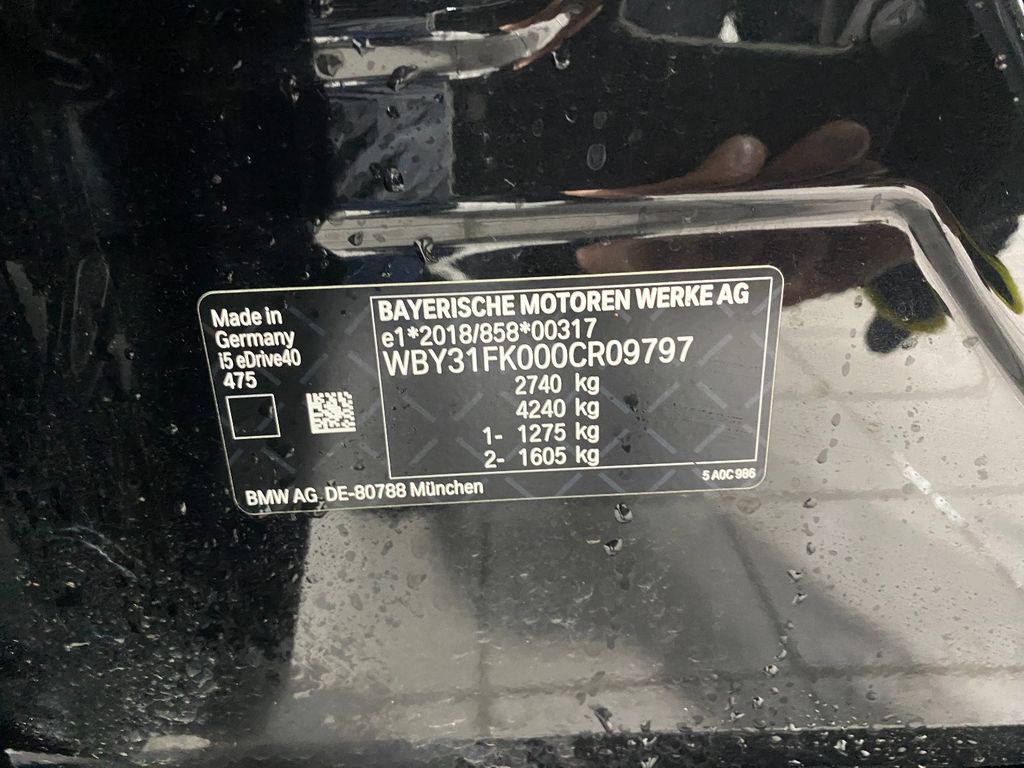 Made in
Germany
i5 eDrive40
475
BAYERISCHE MOTOREN WERKE AG
e1*2018/858*00317
WBY31FK000CR09797
2740 kg
4240 kg
1- 1275 kg
2- 1605 kg
BMW AG, DE-80788 München
5 A0C 986